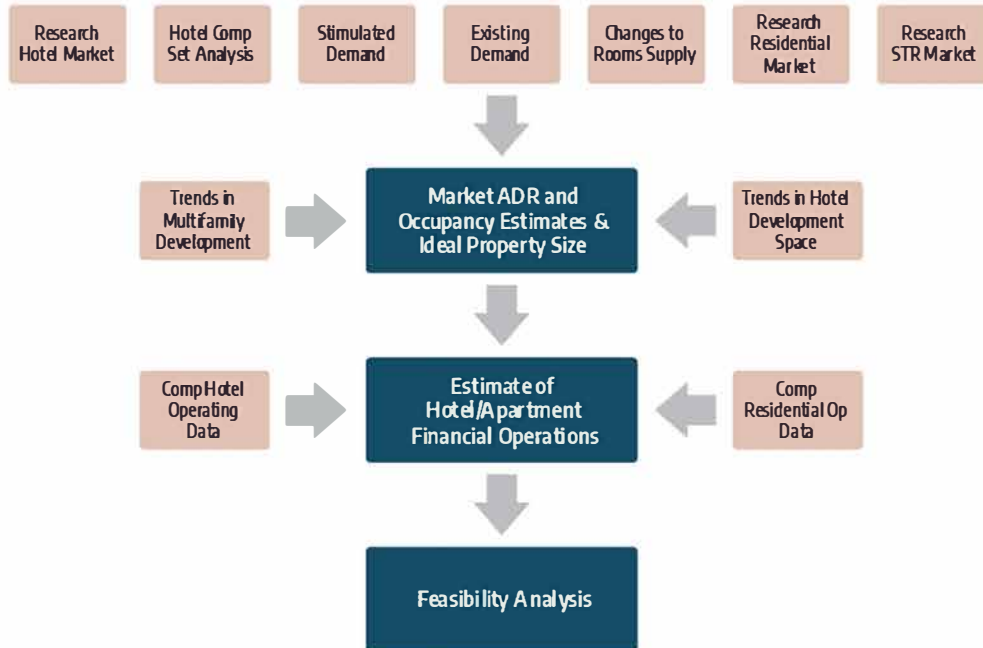 Research
Hotel Market
Hotel Comp
Set Analysis
Stimulated
Demand
Existing
Demand
Changes to
Rooms Supply
Research
Residential
Market
Research
STR Market
Trends in
Multifamily
Development
Market ADR and
Occupancy Estimates &
Ideal Property Size
Trends in Hotel
Development
Space
Comp Hotel
Operating
Data
Estimate of
Hotel/Apartment
Financial Operations
Comp
Residential Op
Data
Feasibility Analysis